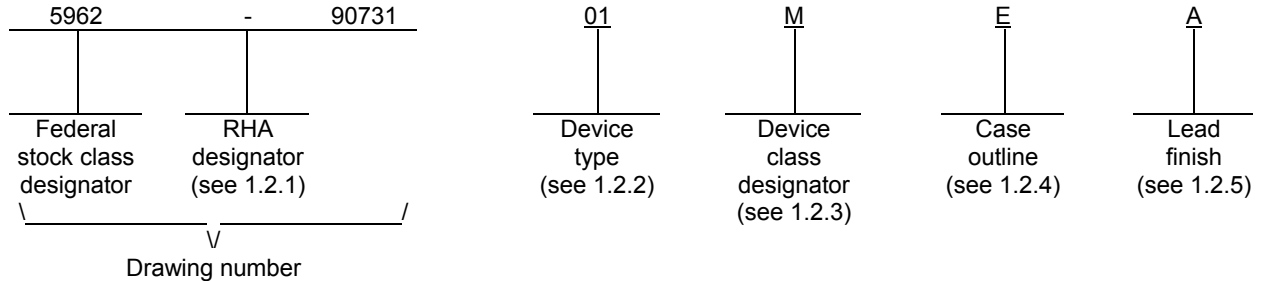 5962 - 90731 01 M E A
Federal stock class designator
RHA designator (see 1.2.1)
Device type (see 1.2.2)
Device class designator (see 1.2.3)
Case outline (see 1.2.4)
Lead finish (see 1.2.5)
\ /
\/
Drawing number